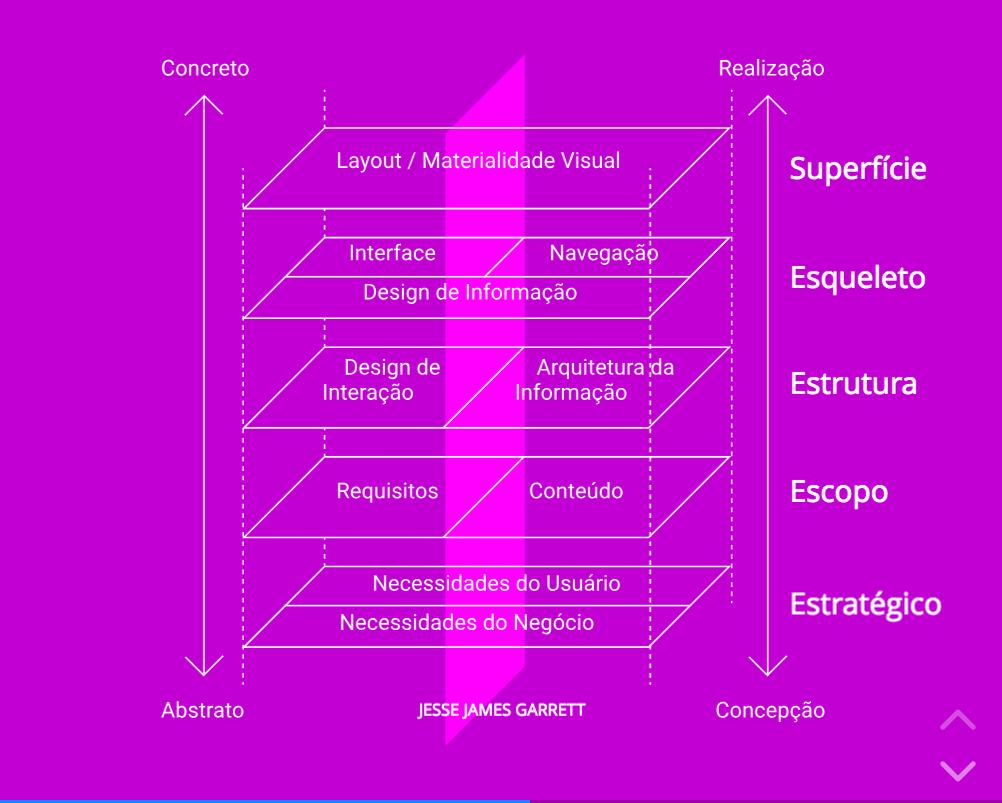 Concreto
Realização
Layout / Materialidade Visual
Superfície
Interface
Navegação
Design de Informação
Esqueleto
Design de
Interação
Arquitetura da
Informação
Estrutura
Requisitos
Conteúdo
Escopo
Necessidades do Usuário
Necessidades do Negócio
Estratégico
Abstrato
JESSE JAMES GARRETT
Concepção